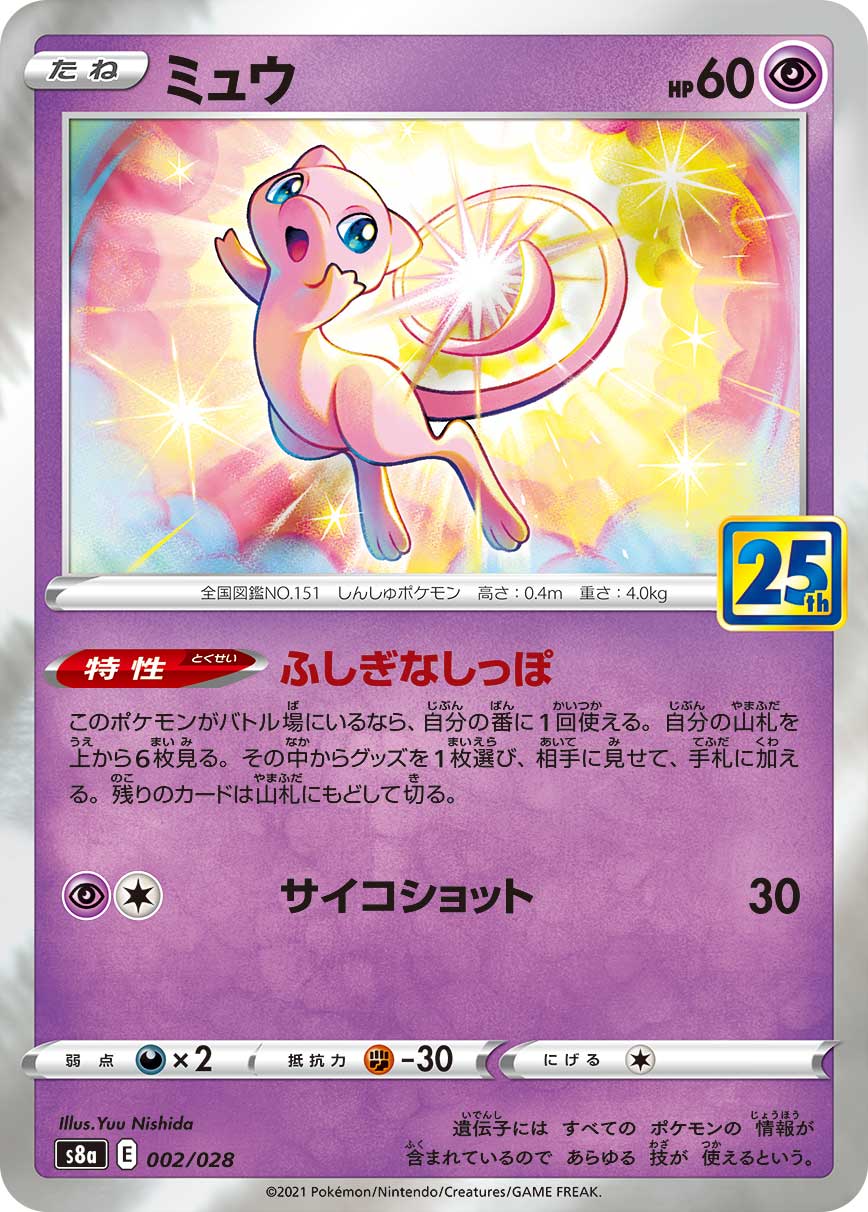 たね ミュウ HP60
全国図鑑NO.151 しんしゅポケモン 高さ:0.4m 重さ:4.0kg
25th
特性 とくせい ふしぎなしっぽ
このポケモンがバトル場にいるなら、自分の番に1回使える。自分の山札を
上から6枚見る。その中からグッズを1枚選び、相手に見せて、手札に加え
る。残りのカードは山札にもどして切る。
サイコショット 30
弱点 ×2 抵抗力 -30 にげる
Illus.Yuu Nishida
遺伝子には すべての ポケモンの 情報が
含まれているので あらゆる 技が 使えるという。
s8a E 002/028
©2021 Pokémon/Nintendo/Creatures/GAME FREAK.